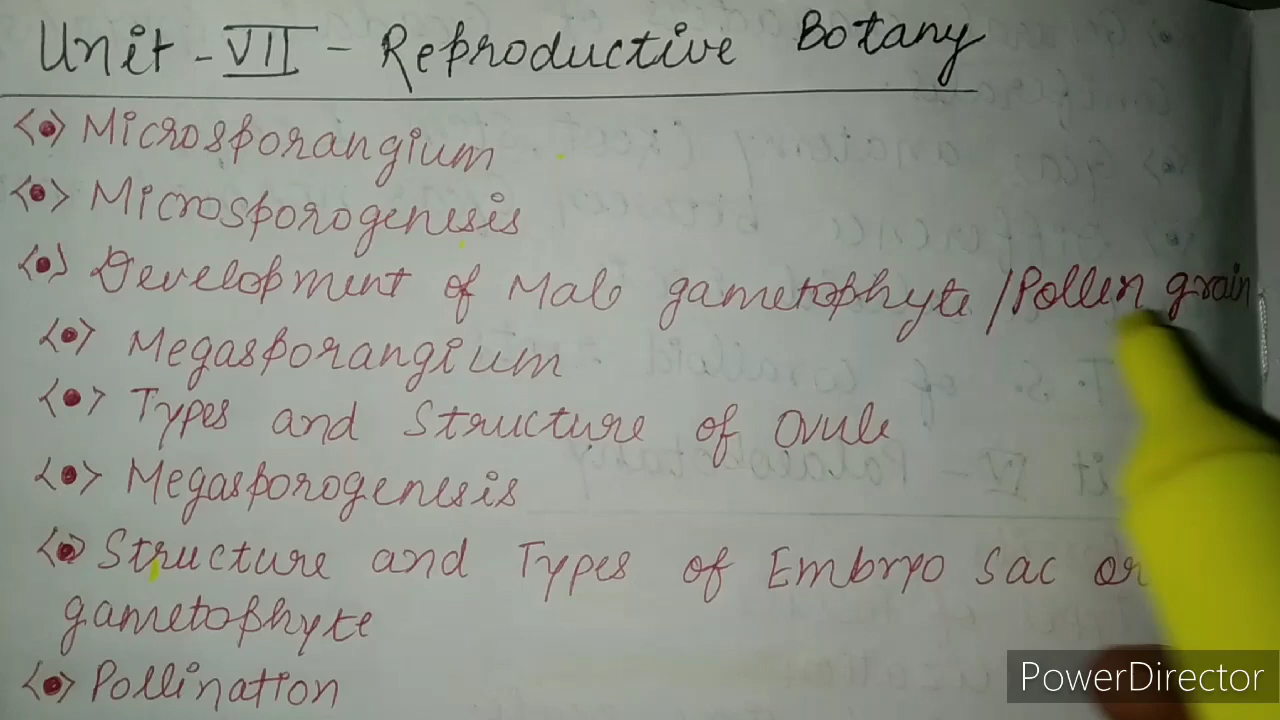 Unit - VII - Reproductive Botany
<•> Microsporangium
<•> Microsporogenesis
<•> Development of Male gametophyte / Pollen grain
<•> Megasporangium
<•> Types and Structure of Ovule
<•> Megasporogenesis
<•> Structure and Types of Embryo Sac or
gametophyte
<•> Pollination
PowerDirector